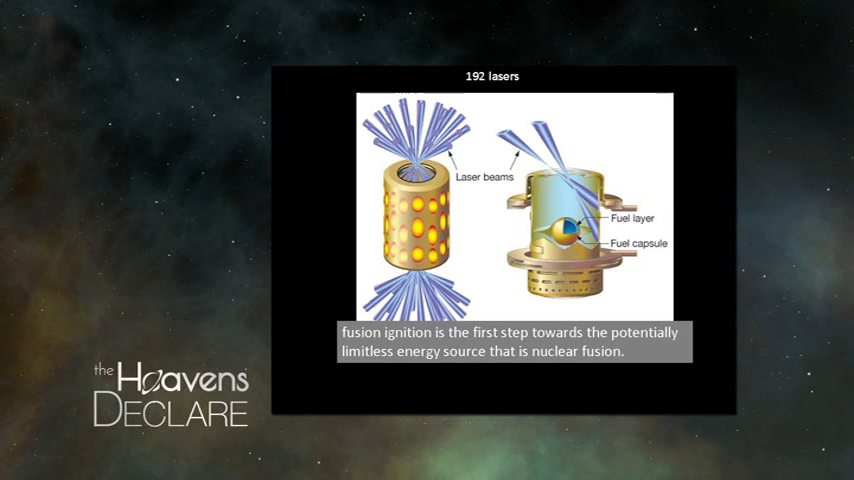 192 lasers
Laser beams
Fuel layer
Fuel capsule
fusion ignition is the first step towards the potentially
limitless energy source that is nuclear fusion.
the Heavens
DECLARE